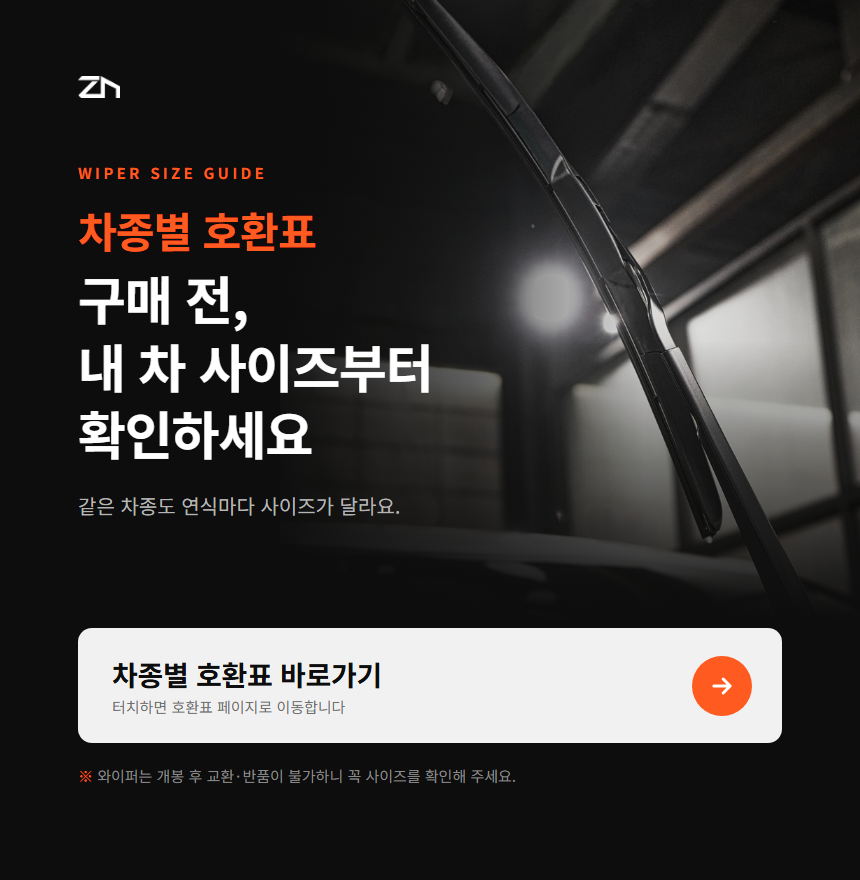 ZN
WIPER SIZE GUIDE
차종별 호환표
구매 전,
내 차 사이즈부터
확인하세요
같은 차종도 연식마다 사이즈가 달라요.
차종별 호환표 바로가기
터치하면 호환표 페이지로 이동합니다
※ 와이퍼는 개봉 후 교환·반품이 불가하니 꼭 사이즈를 확인해 주세요.